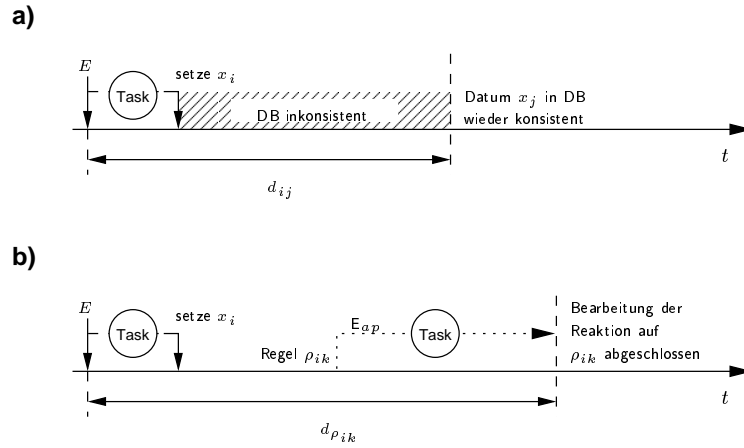 a)
E
Task
setze x_i
DB inkonsistent
Datum x_j in DB
wieder konsistent
t
d_ij
b)
E
Task
setze x_i
Regel ρ_ik
E_ap
Task
Bearbeitung der
Reaktion auf
ρ_ik abgeschlossen
t
d_ρ_ik